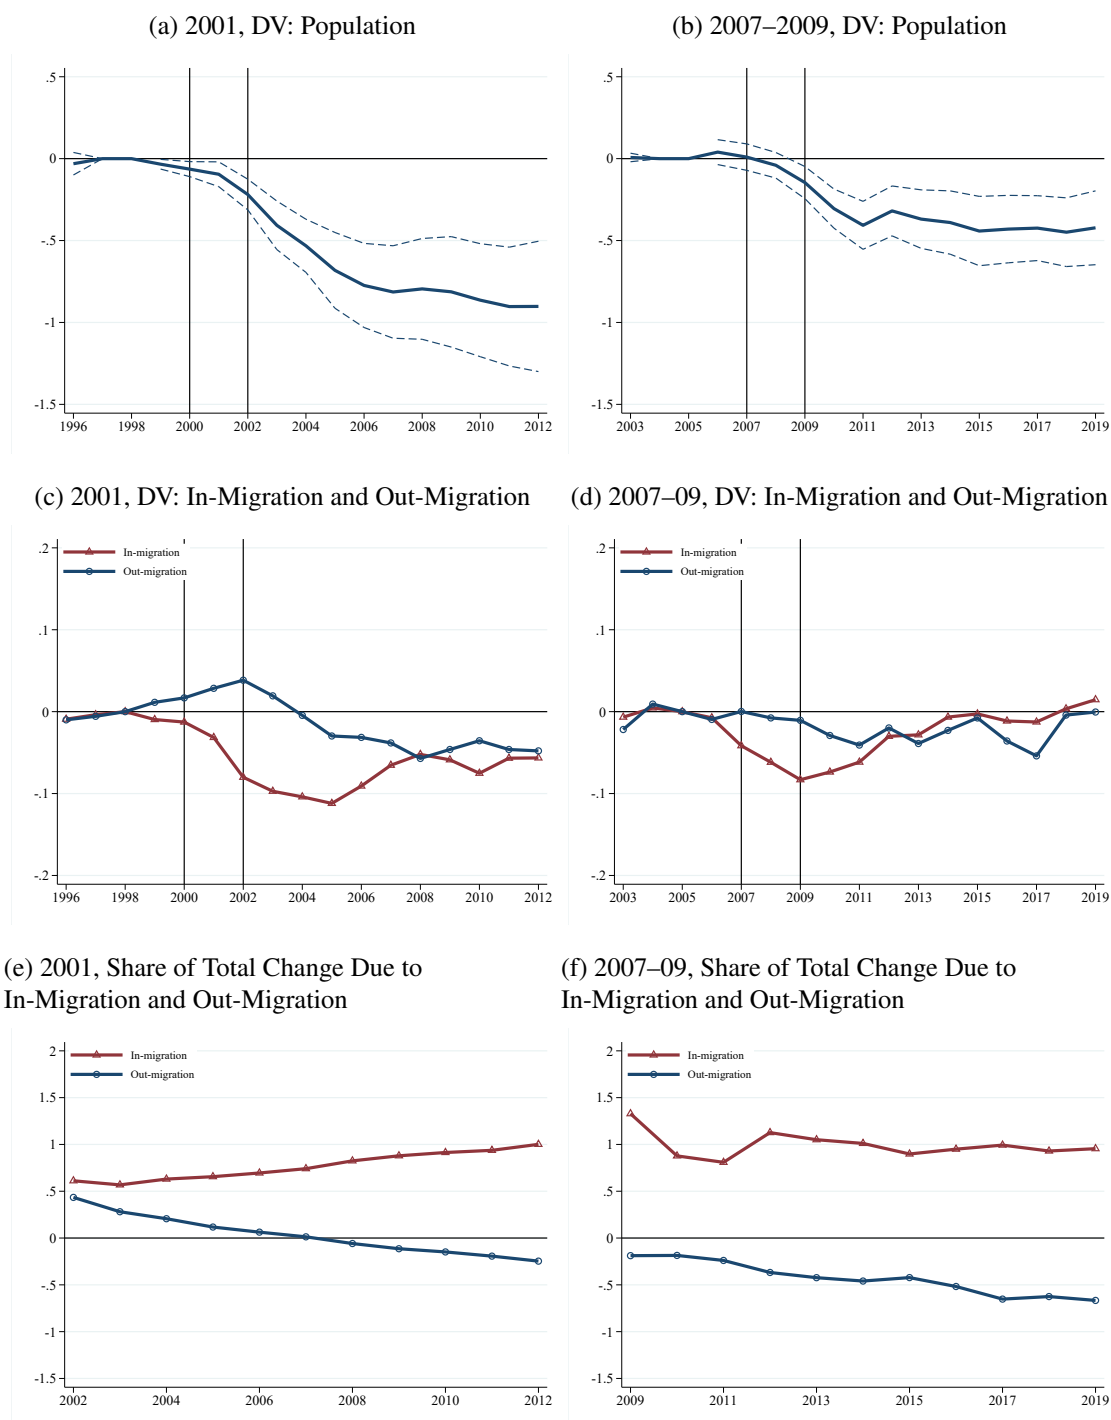 (a) 2001, DV: Population
.5
0
-.5
-1
-1.5
1996 1998 2000 2002 2004 2006 2008 2010 2012
(b) 2007–2009, DV: Population
.5
0
-.5
-1
-1.5
2003 2005 2007 2009 2011 2013 2015 2017 2019
(c) 2001, DV: In-Migration and Out-Migration
In-migration
Out-migration
.2
.1
0
-.1
-.2
1996 1998 2000 2002 2004 2006 2008 2010 2012
(d) 2007–09, DV: In-Migration and Out-Migration
In-migration
Out-migration
.2
.1
0
-.1
-.2
2003 2005 2007 2009 2011 2013 2015 2017 2019
(e) 2001, Share of Total Change Due to
In-Migration and Out-Migration
In-migration
Out-migration
2
1.5
1
.5
0
-.5
-1
-1.5
2002 2004 2006 2008 2010 2012
(f) 2007–09, Share of Total Change Due to
In-Migration and Out-Migration
In-migration
Out-migration
2
1.5
1
.5
0
-.5
-1
-1.5
2009 2011 2013 2015 2017 2019